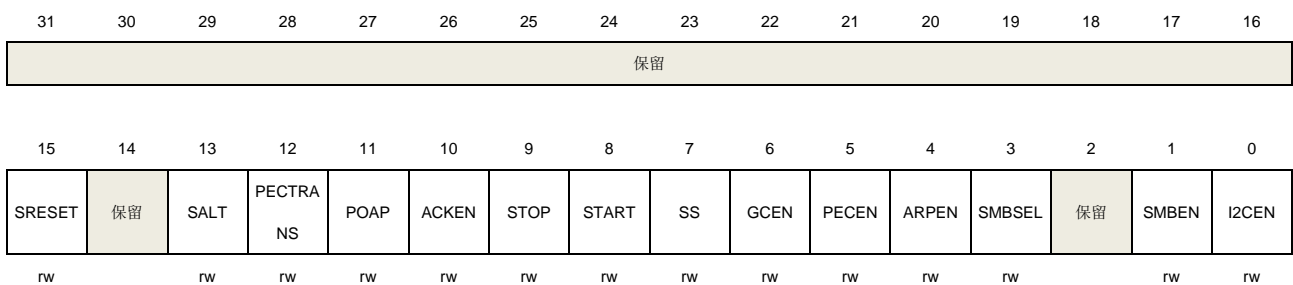 31 30 29 28 27 26 25 24 23 22 21 20 19 18 17 16
保留
15 14 13 12 11 10 9 8 7 6 5 4 3 2 1 0
SRESET 保留 SALT PECTRA NS POAP ACKEN STOP START SS GCEN PECEN ARPEN SMBSEL 保留 SMBEN I2CEN
rw rw rw rw rw rw rw rw rw rw rw rw rw rw